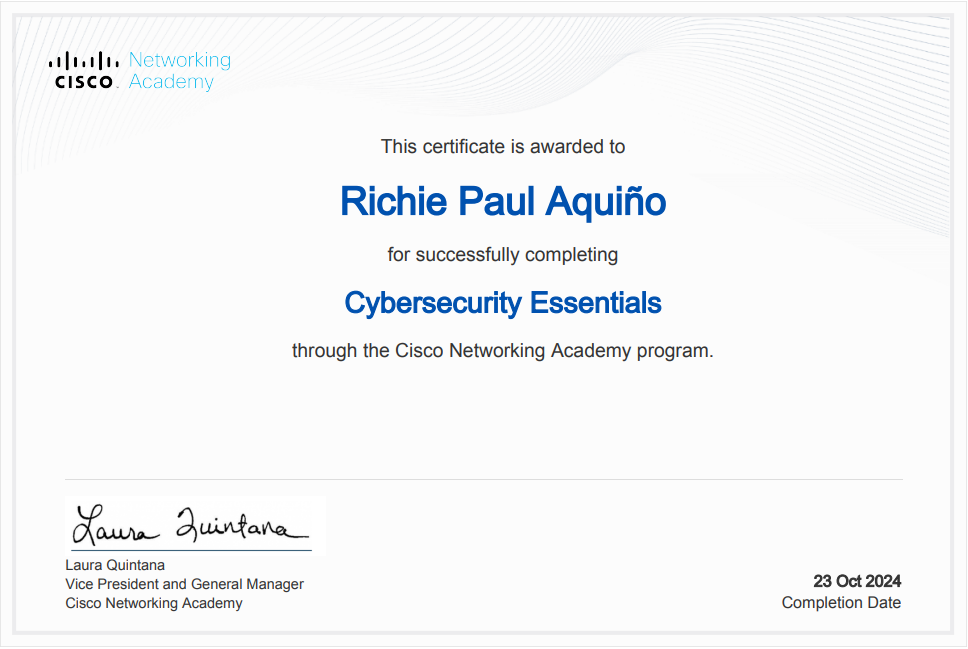 Networking
CISCO Academy
This certificate is awarded to
Richie Paul Aquiño
for successfully completing
Cybersecurity Essentials
through the Cisco Networking Academy program.
Laura Quintana
Laura Quintana
Vice President and General Manager
Cisco Networking Academy
23 Oct 2024
Completion Date